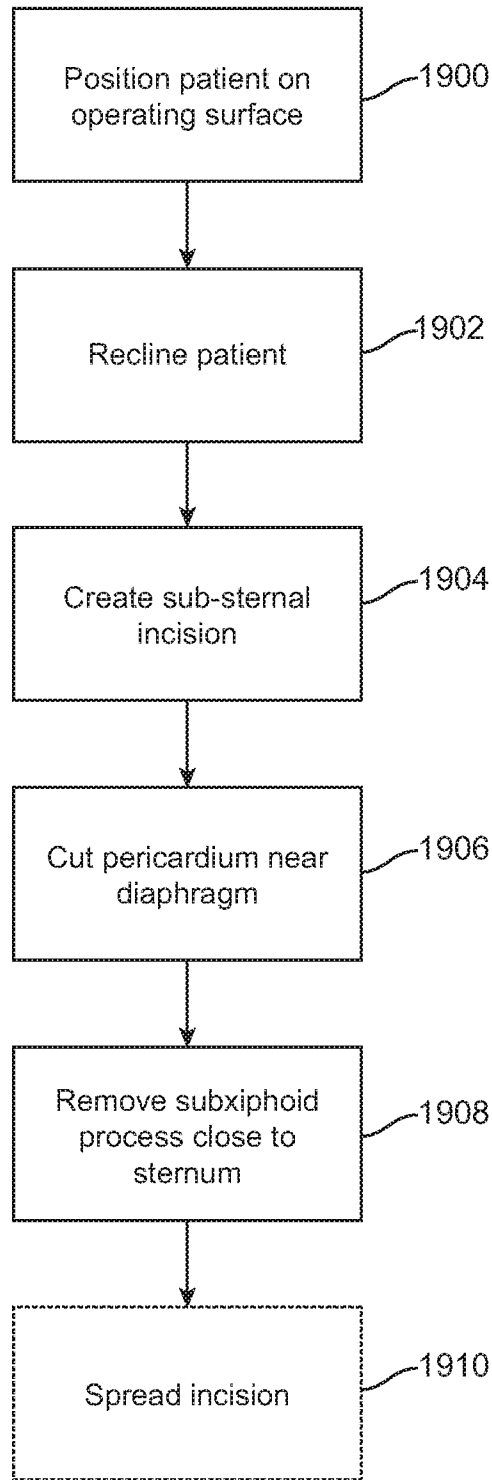 Position patient on
operating surface
1900
Recline patient
1902
Create sub-sternal
incision
1904
Cut pericardium near
diaphragm
1906
Remove subxiphoid
process close to
sternum
1908
Spread incision
1910